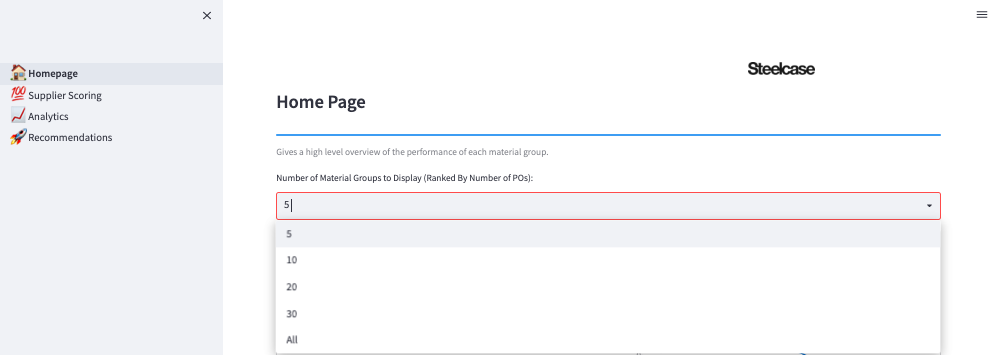 Homepage
Supplier Scoring
Analytics
Recommendations
Steelcase
Home Page
Gives a high level overview of the performance of each material group.
Number of Material Groups to Display (Ranked By Number of POs):
5
5
10
20
30
All